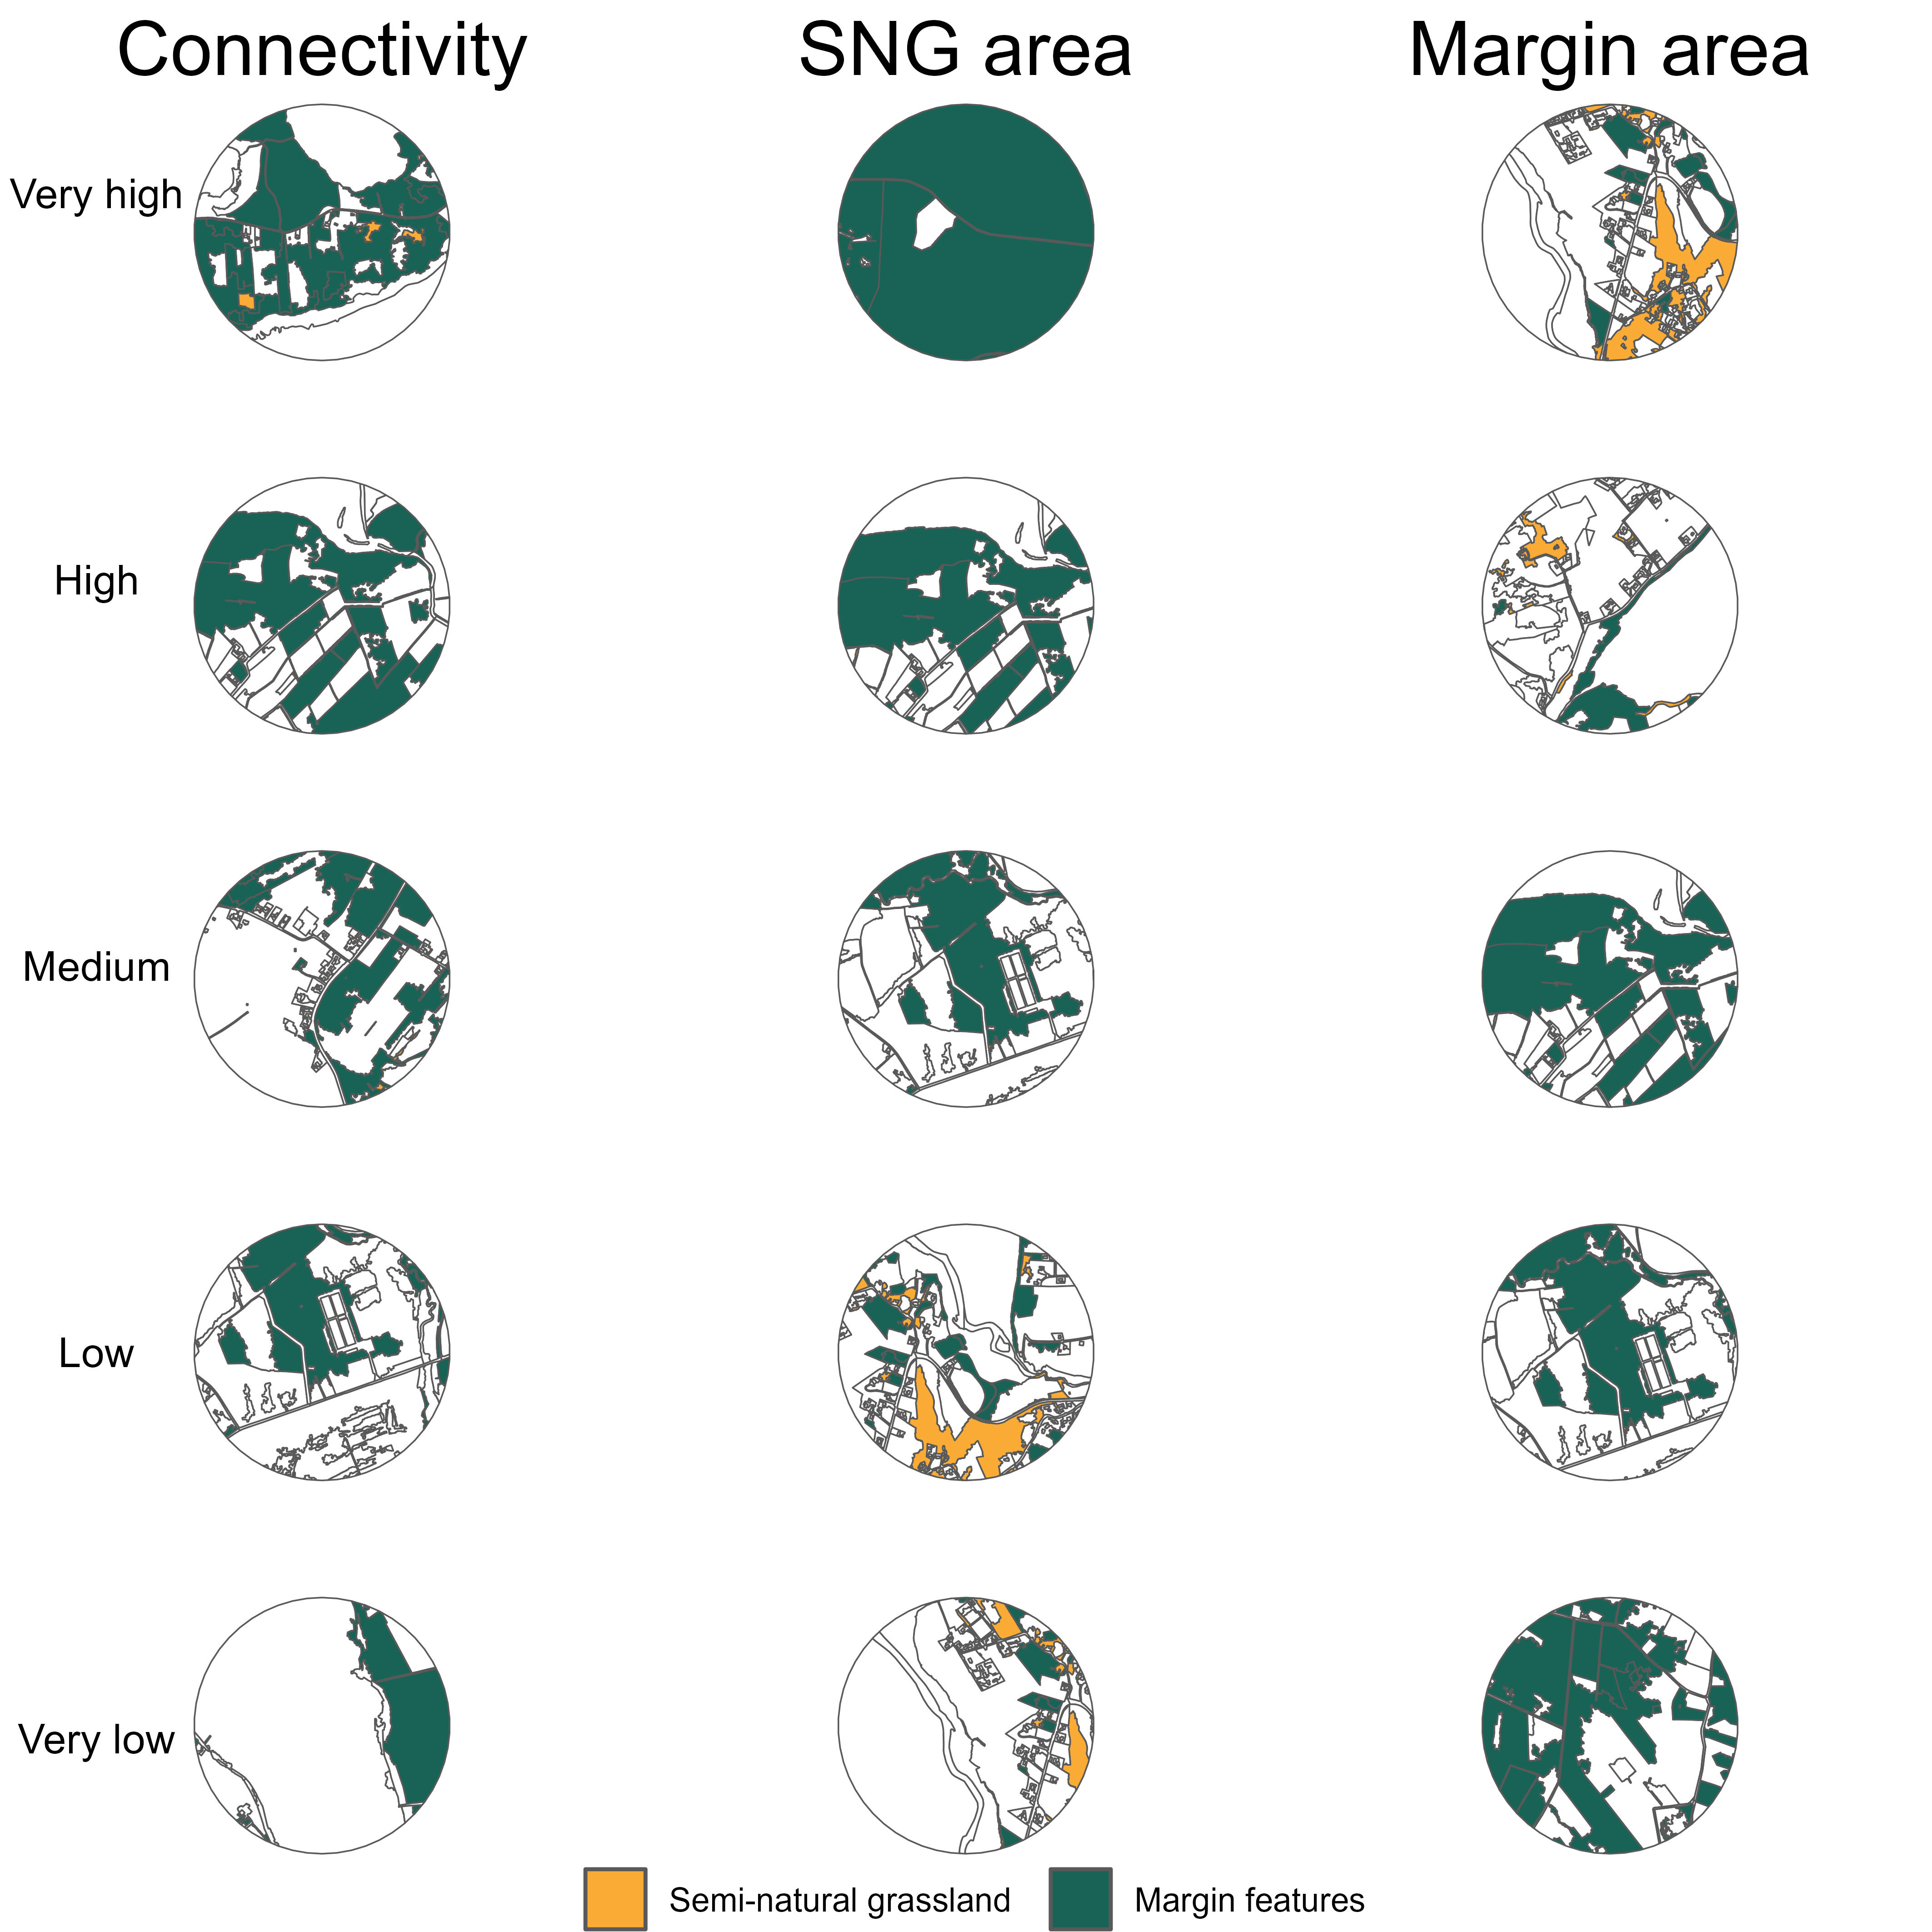 Connectivity SNG area Margin area
Very high
High
Medium
Low
Very low
Semi-natural grassland Margin features